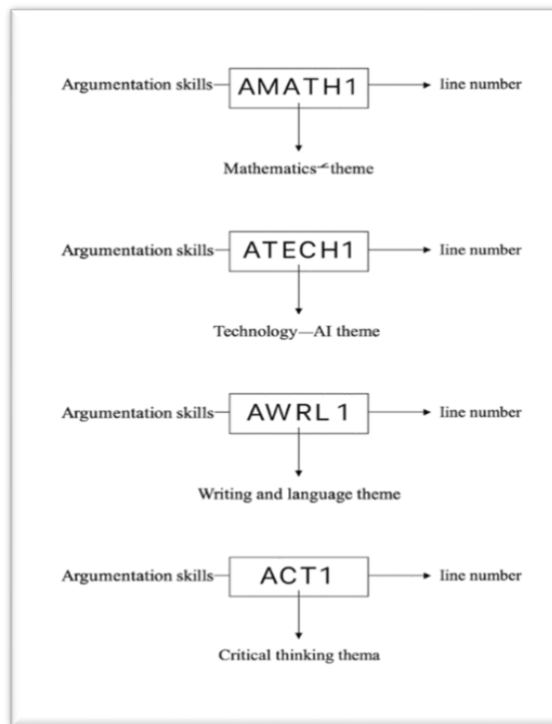 Argumentation skills AMATH1 line number
Mathematics theme
Argumentation skills ATECH1 line number
Technology—AI theme
Argumentation skills AWRL 1 line number
Writing and language theme
Argumentation skills ACT1 line number
Critical thinking thema